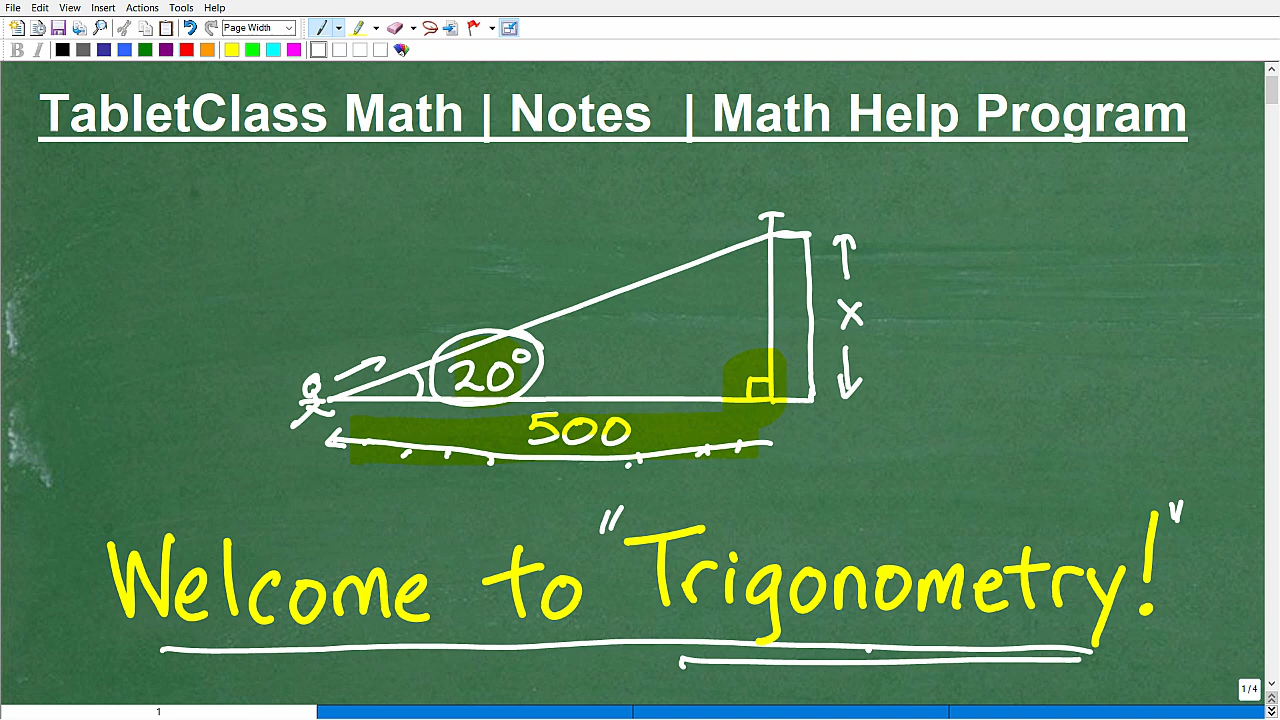 File Edit View Insert Actions Tools Help
Page Width
B I
TabletClass Math | Notes | Math Help Program
x
20°
500
Welcome to "Trigonometry!"
1/4
1